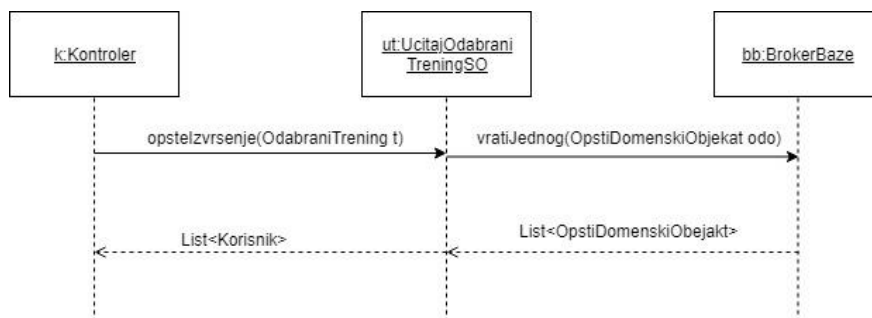 k:Kontroler
ut:UcitajOdabrani
TreningSO
bb:BrokerBaze
opsteIzvrsenje(OdabraniTrening t)
vratiJednog(OpstiDomenskiObjekat odo)
List<Korisnik>
List<OpstiDomenskiObejakt>